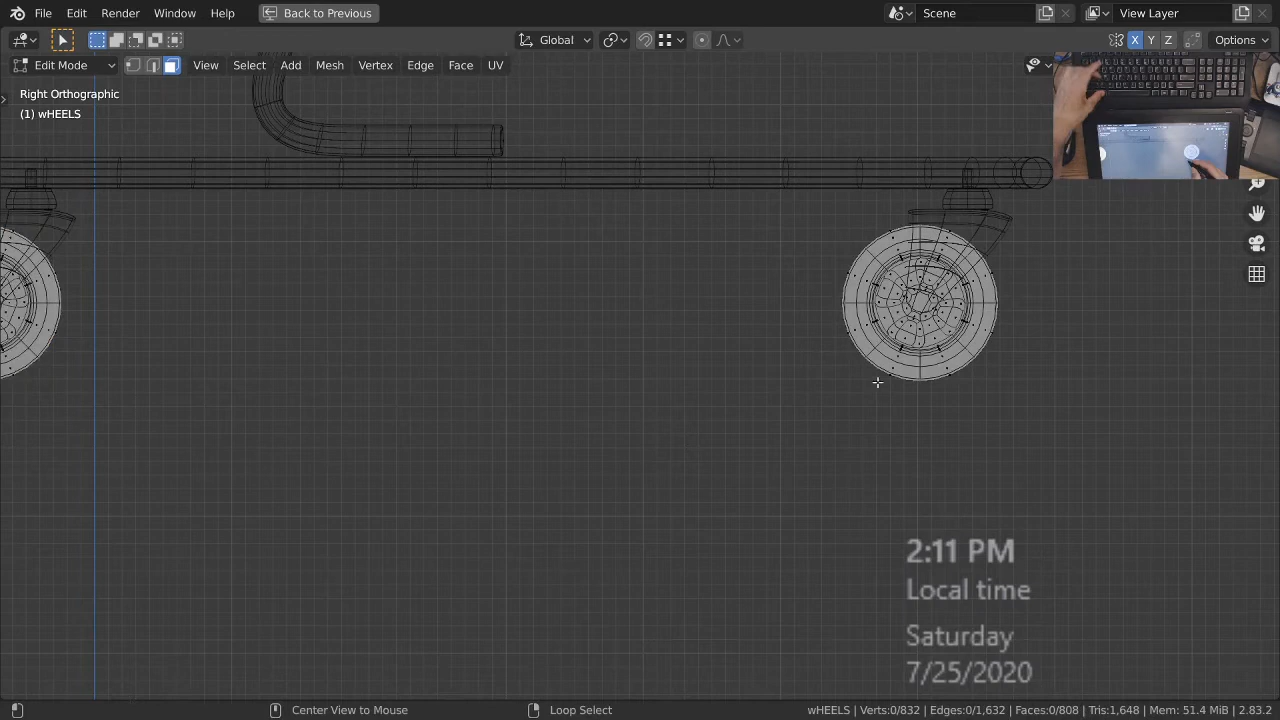 File Edit Render Window Help Back to Previous Scene View Layer
Global X Y Z Options
Edit Mode View Select Add Mesh Vertex Edge Face UV
Right Orthographic
(1) wHEELS
2:11 PM
Local time
Saturday
7/25/2020
Center View to Mouse Loop Select wHEELS | Verts:0/832 | Edges:0/1,632 | Faces:0/808 | Tris:1,648 | Mem: 51.4 MiB | 2.83.2